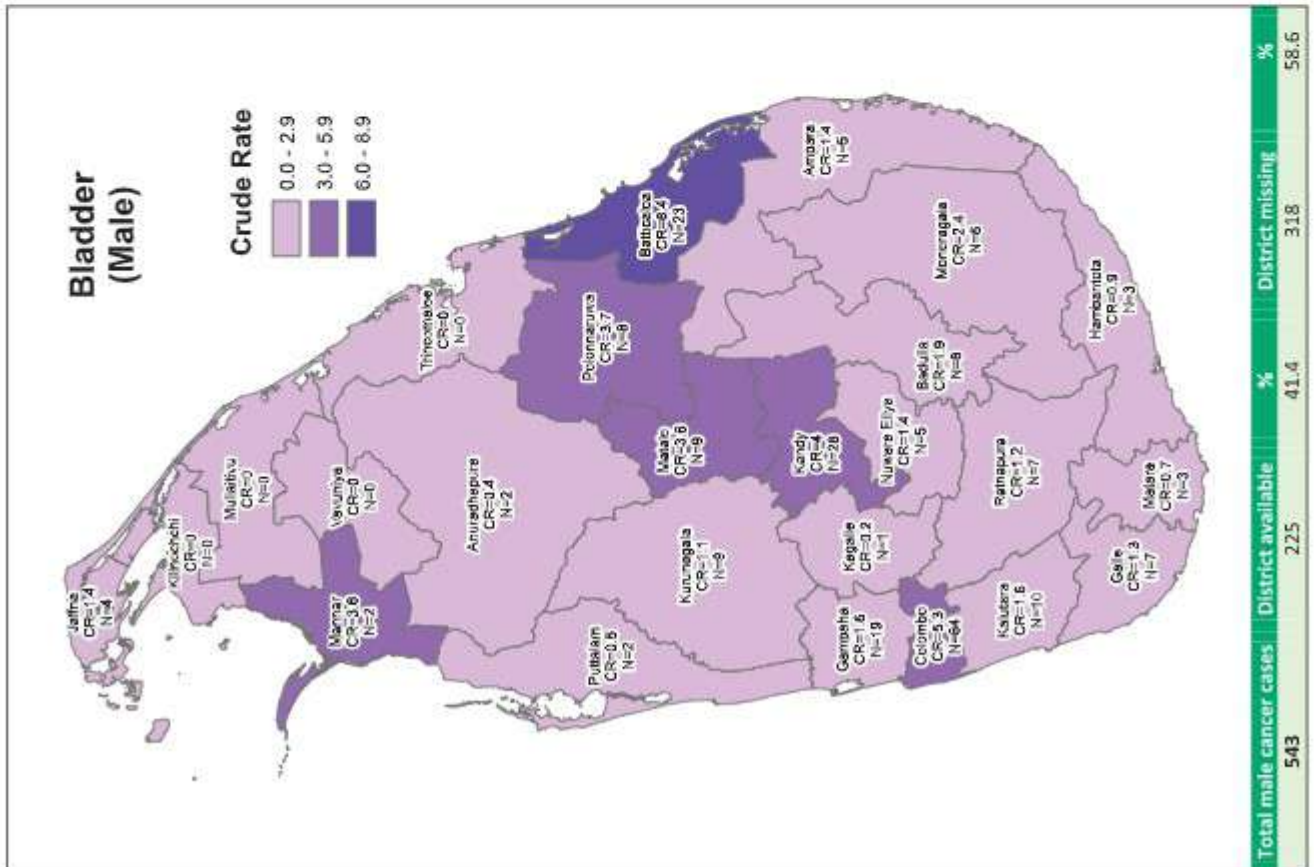 Bladder
(Male)
Crude Rate
0.0 - 2.9
3.0 - 5.9
6.0 - 8.9
Jaffna
CR=1.4
N=4
Kilinochchi
CR=0
N=0
Mullaitivu
CR=0
N=0
Mannar
CR=3.8
N=2
Vavuniya
CR=0
N=0
Trincomalee
CR=0
N=0
Anuradhapura
CR=0.4
N=2
Polonnaruwa
CR=3.7
N=8
Puttalam
CR=0.5
N=2
Batticaloa
CR=8.4
N=23
Matale
CR=3.8
N=9
Kurunagala
CR=1.1
N=9
Kandy
CR=4
N=28
Ampara
CR=1.4
N=5
Kegalle
CR=0.2
N=1
Gampaha
CR=1.6
N=19
Nuwara Eliya
CR=1.4
N=5
Badulla
CR=1.9
N=8
Moneragala
CR=2.4
N=6
Colombo
CR=5.3
N=64
Ratnapura
CR=1.2
N=7
Kalutara
CR=1.6
N=10
Hambantota
CR=0.9
N=3
Galle
CR=1.3
N=7
Matara
CR=0.7
N=3
Total male cancer cases District available % District missing %
543 225 41.4 318 58.6